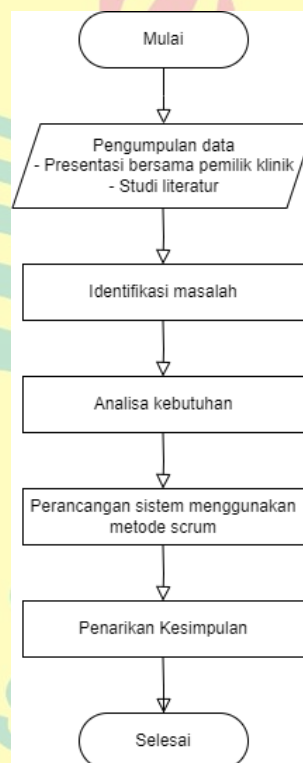 Mulai
Pengumpulan data
- Presentasi bersama pemilik klinik
- Studi literatur
Identifikasi masalah
Analisa kebutuhan
Perancangan sistem menggunakan
metode scrum
Penarikan Kesimpulan
Selesai